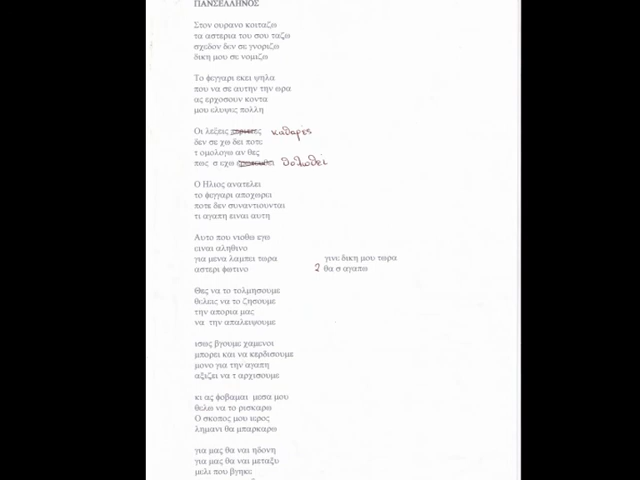 ΠΑΝΣΕΛΛΗΝΟΣ
Στον ουρανο κοιταζω
τα αστερια του σου ταζω
σχεδον δεν σε γνοριζω
δικη μου σε νομιζω
Το φεγγαρι εκει ψηλα
που να σε αυτην την ωρα
ας ερχοσουν κοντα
μου ελυψες πολλη
Οι λεξεις καθαρές
δεν σε χω δει ποτε
τ ομολογω αν θες
πως σ εχω θολωθεί
Ο Ηλιος ανατελει
το φεγγαρι αποχωρει
ποτε δεν συναντιουνται
τι αγαπη ειναι αυτη
Αυτο που νιοθω εγω
ειναι αληθινο
για μενα λαμπει τωρα γινε δικη μου τωρα
αστερι φωτινο 2 θα σ αγαπω
Θες να το τολμησουμε
θελεις να το ζησουμε
την απορια μας
να την απαλειψουμε
ισως βγουμε χαμενοι
μπορει και να κερδισουμε
μονο για την αγαπη
αξιζει να τ αρχισουμε
κι ας φοβαμαι μεσα μου
θελω να το ρισκαρω
Ο σκοπος μου ιερος
λημανι θα μπαρκαρω
για μας θα ναι ηδονη
για μας θα ναι μεταξυ
μελι που βγηκε